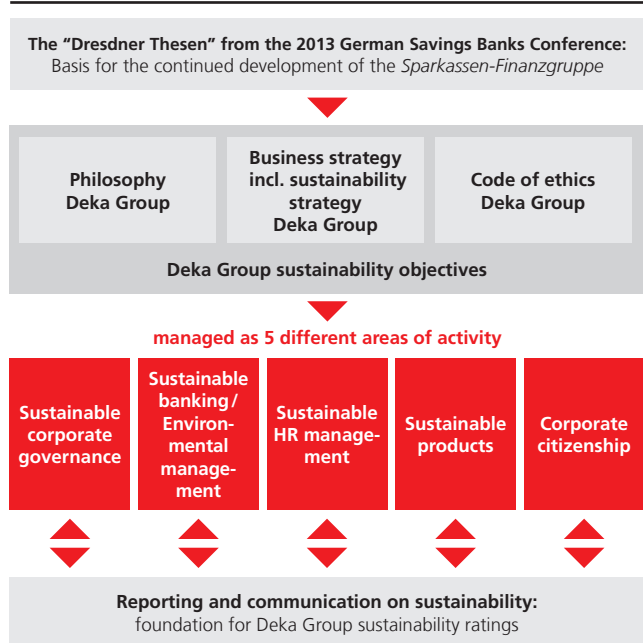 The “Dresdner Thesen” from the 2013 German Savings Banks Conference:
Basis for the continued development of the Sparkassen-Finanzgruppe
Philosophy
Deka Group
Business strategy
incl. sustainability
strategy
Deka Group
Code of ethics
Deka Group
Deka Group sustainability objectives
managed as 5 different areas of activity
Sustainable
corporate
governance
Sustainable
banking /
Environ-
mental
manage-
ment
Sustainable
HR manage-
ment
Sustainable
products
Corporate
citizenship
Reporting and communication on sustainability:
foundation for Deka Group sustainability ratings